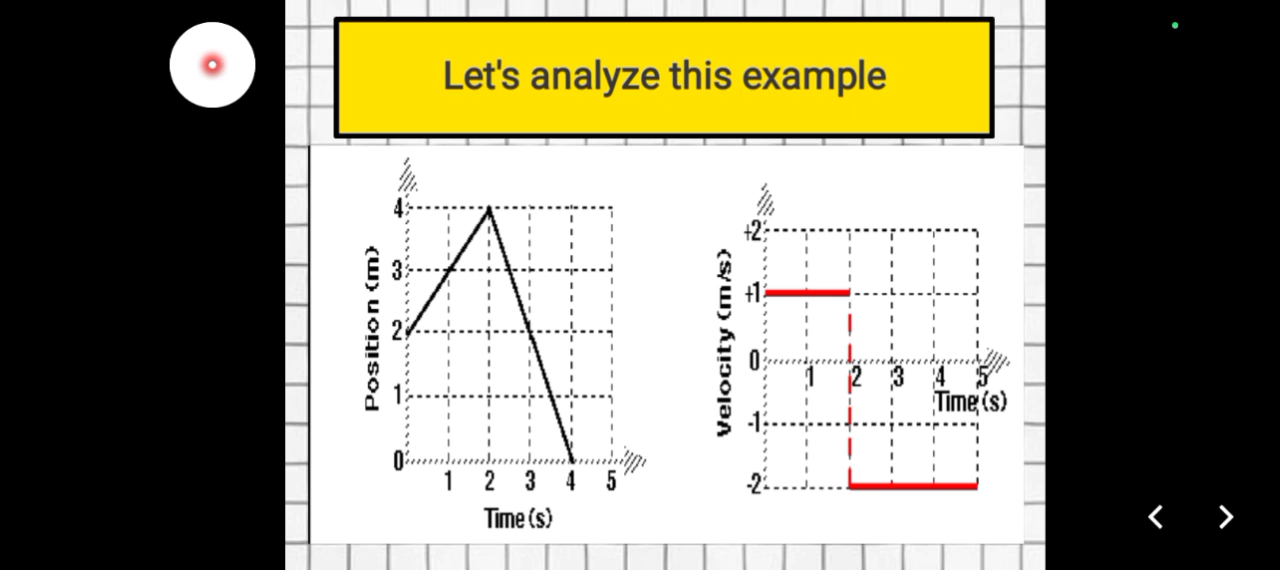 Let's analyze this example
4
3
2
1
0
Position (m)
1 2 3 4 5
Time (s)
+2
+1
0
-1
-2
Velocity (m/s)
1 2 3 4 5
Time (s)